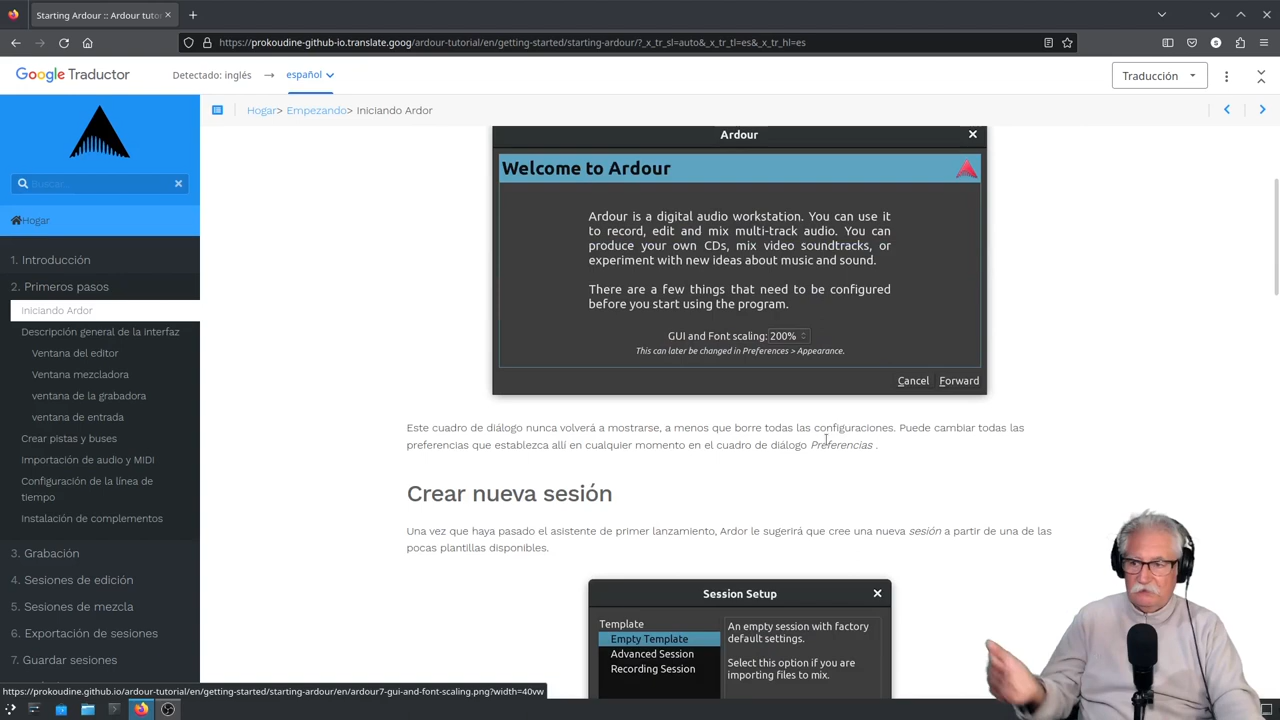 Starting Ardour :: Ardour tuto
https://prokoudine-github-io.translate.goog/ardour-tutorial/en/getting-started/starting-ardour/?_x_tr_sl=auto&_x_tr_tl=es&_x_tr_hl=es
Google Traductor
Detectado: inglés
español
Traducción
Buscar...
Hogar
1. Introducción
2. Primeros pasos
Iniciando Ardor
Descripción general de la interfaz
Ventana del editor
Ventana mezcladora
ventana de la grabadora
ventana de entrada
Crear pistas y buses
Importación de audio y MIDI
Configuración de la línea de
tiempo
Instalación de complementos
3. Grabación
4. Sesiones de edición
5. Sesiones de mezcla
6. Exportación de sesiones
7. Guardar sesiones
Hogar> Empezando> Iniciando Ardor
Ardour
Welcome to Ardour
Ardour is a digital audio workstation. You can use it
to record, edit and mix multi-track audio. You can
produce your own CDs, mix video soundtracks, or
experiment with new ideas about music and sound.
There are a few things that need to be configured
before you start using the program.
GUI and Font scaling: 200%
This can later be changed in Preferences > Appearance.
Cancel Forward
Este cuadro de diálogo nunca volverá a mostrarse, a menos que borre todas las configuraciones. Puede cambiar todas las
preferencias que establezca allí en cualquier momento en el cuadro de diálogo Preferencias .
Crear nueva sesión
Una vez que haya pasado el asistente de primer lanzamiento, Ardor le sugerirá que cree una nueva sesión a partir de una de las
pocas plantillas disponibles.
Session Setup
Template
Empty Template
Advanced Session
Recording Session
An empty session with factory
default settings.
Select this option if you are
importing files to mix.
https://prokoudine.github.io/ardour-tutorial/en/getting-started/starting-ardour/en/ardour7-gui-and-font-scaling.png?width=40vw